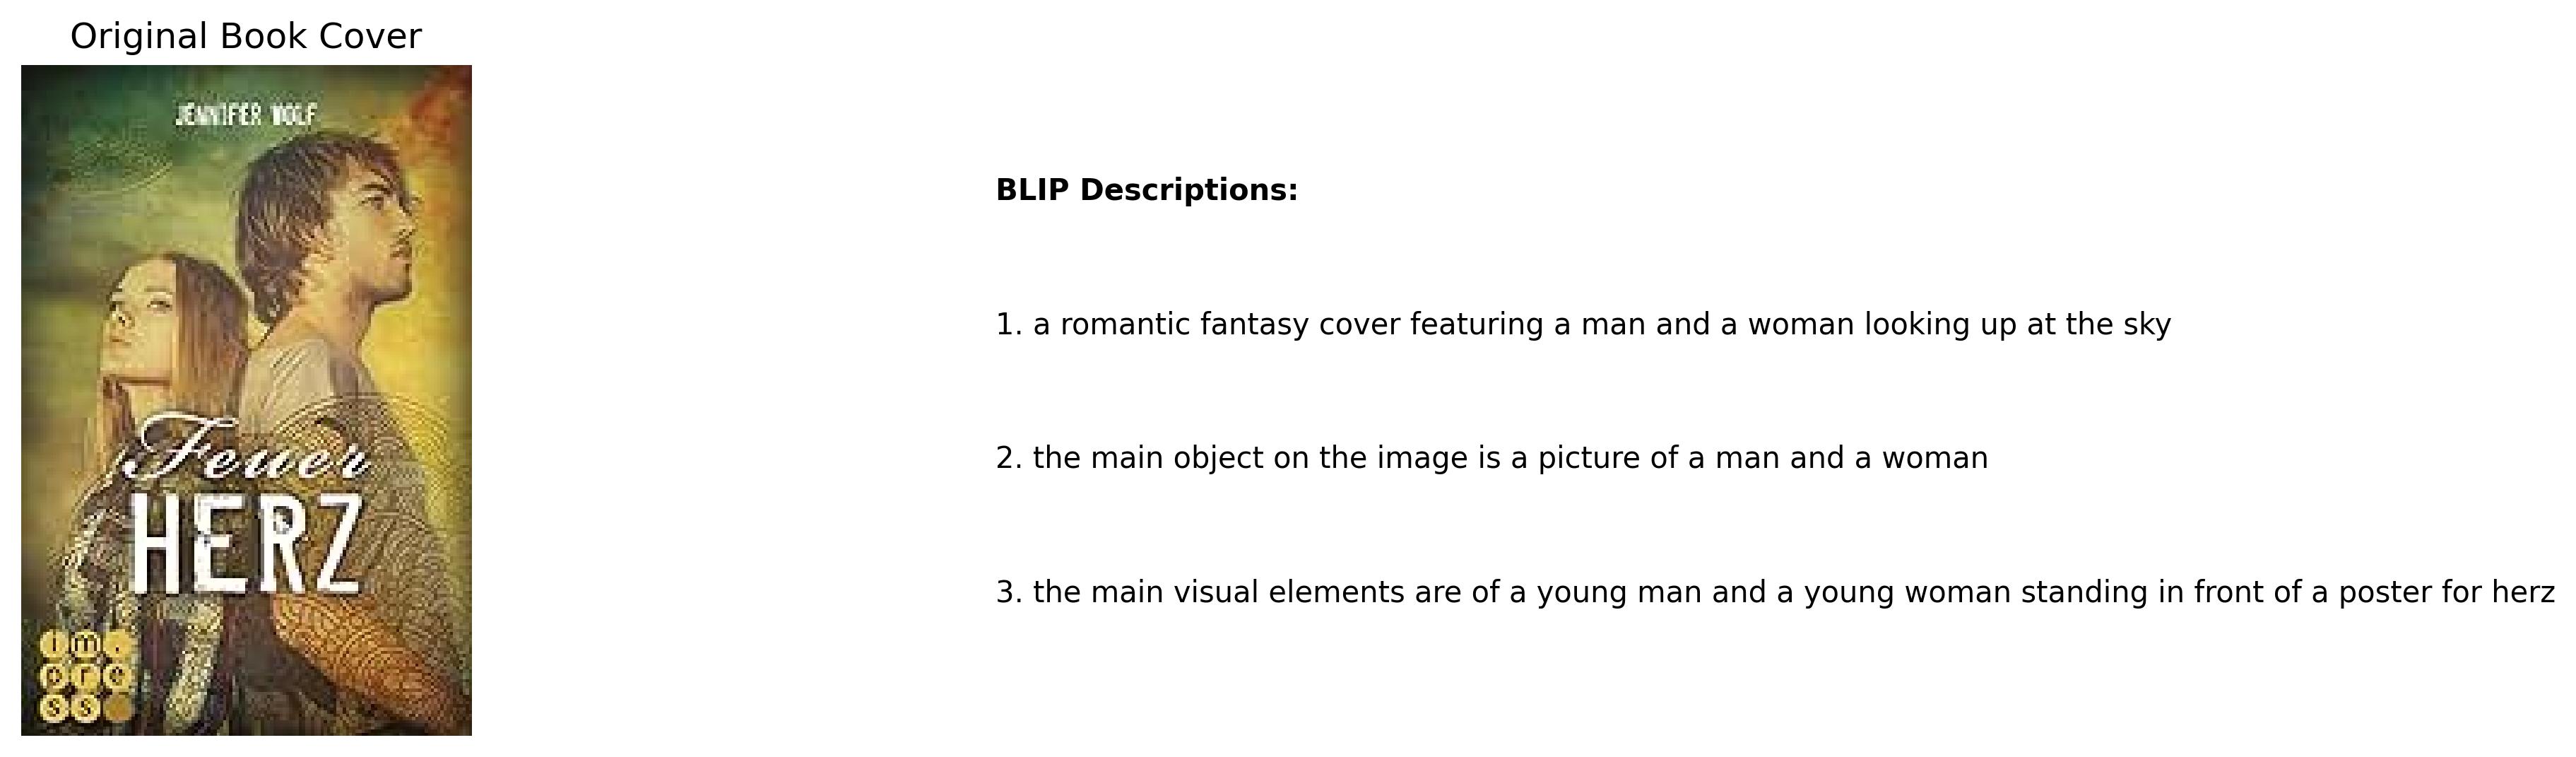 Original Book Cover
JENNIFER WOLF
Feuer
HERZ
im.
pre
ss
BLIP Descriptions:
1. a romantic fantasy cover featuring a man and a woman looking up at the sky
2. the main object on the image is a picture of a man and a woman
3. the main visual elements are of a young man and a young woman standing in front of a poster for herz